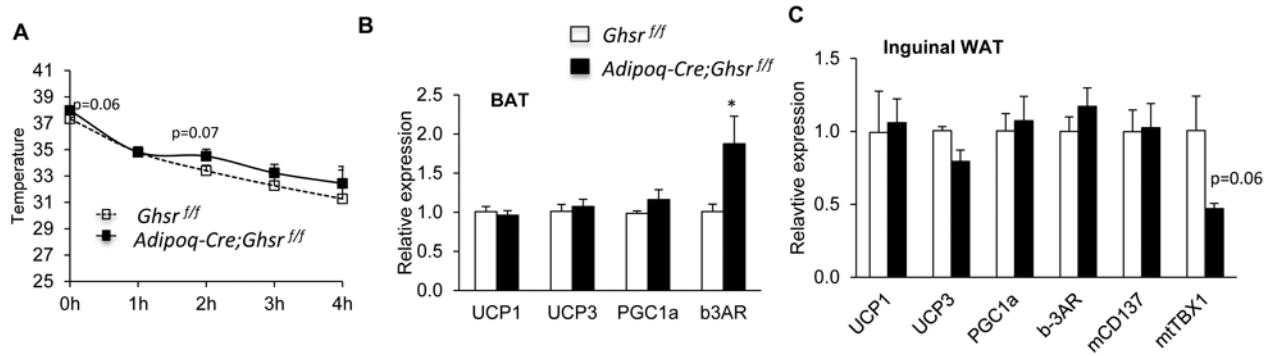 A
Temperature
41
39
37
35
33
31
29
27
25
p=0.06
p=0.07
Ghsr f/f
Adipoq-Cre;Ghsr f/f
0h 1h 2h 3h 4h
B
Ghsr f/f
Adipoq-Cre;Ghsr f/f
BAT
Relative expression
2.5
2.0
1.5
1.0
0.5
0.0
*
UCP1 UCP3 PGC1a b3AR
C
Inguinal WAT
Relavtive expression
1.5
1.0
0.5
0.0
p=0.06
UCP1 UCP3 PGC1a b-3AR mCD137 mtTBX1